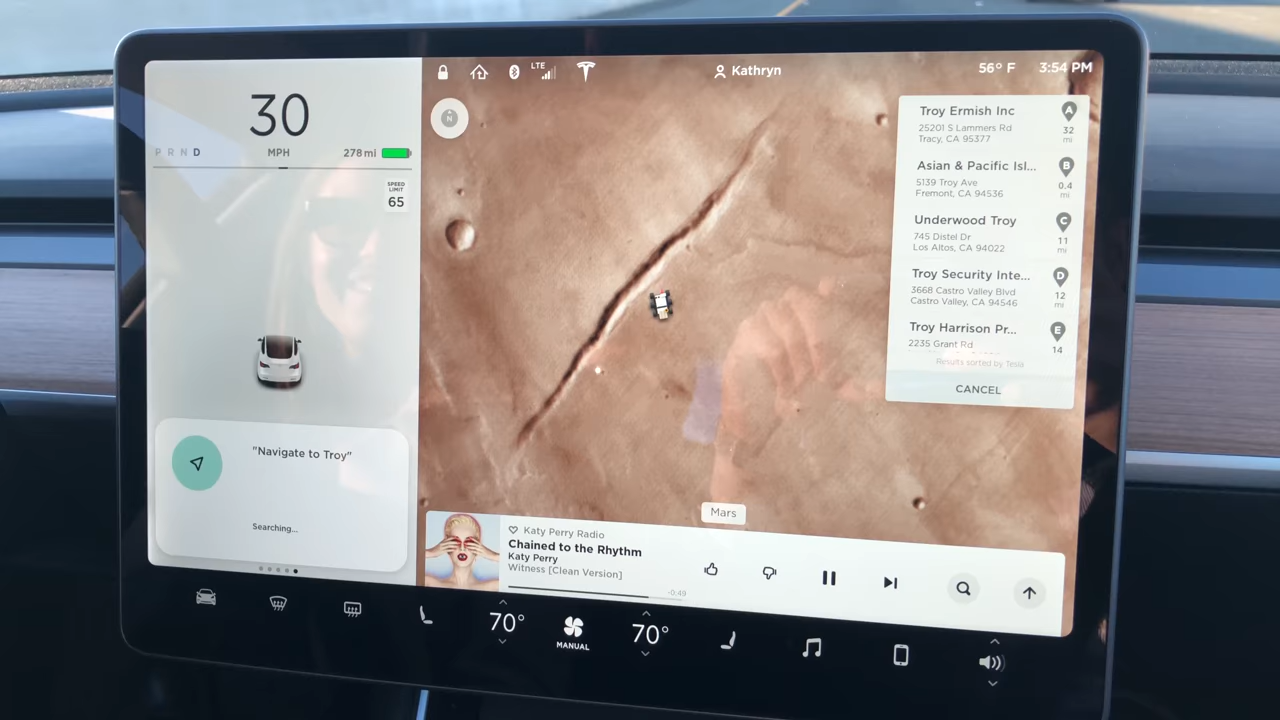 30
P R N D
MPH
278 mi
SPEED
LIMIT
65
"Navigate to Troy"
Searching...
LTE
Kathryn
56° F
3:54 PM
N
Troy Ermish Inc
25201 S Lammers Rd
Tracy, CA 95377
A
32
mi
Asian & Pacific Isl...
5139 Troy Ave
Fremont, CA 94536
B
0.4
mi
Underwood Troy
745 Distel Dr
Los Altos, CA 94022
C
11
mi
Troy Security Inte...
3668 Castro Valley Blvd
Castro Valley, CA 94546
D
12
mi
Troy Harrison Pr...
2235 Grant Rd
E
14
Results sorted by Tesla
CANCEL
Mars
Katy Perry Radio
Chained to the Rhythm
Katy Perry
Witness [Clean Version]
-0:49
70°
MANUAL
70°